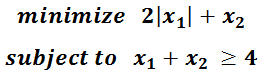 minimize 2|x₁| + x₂
subject to x₁ + x₂ ≥ 4